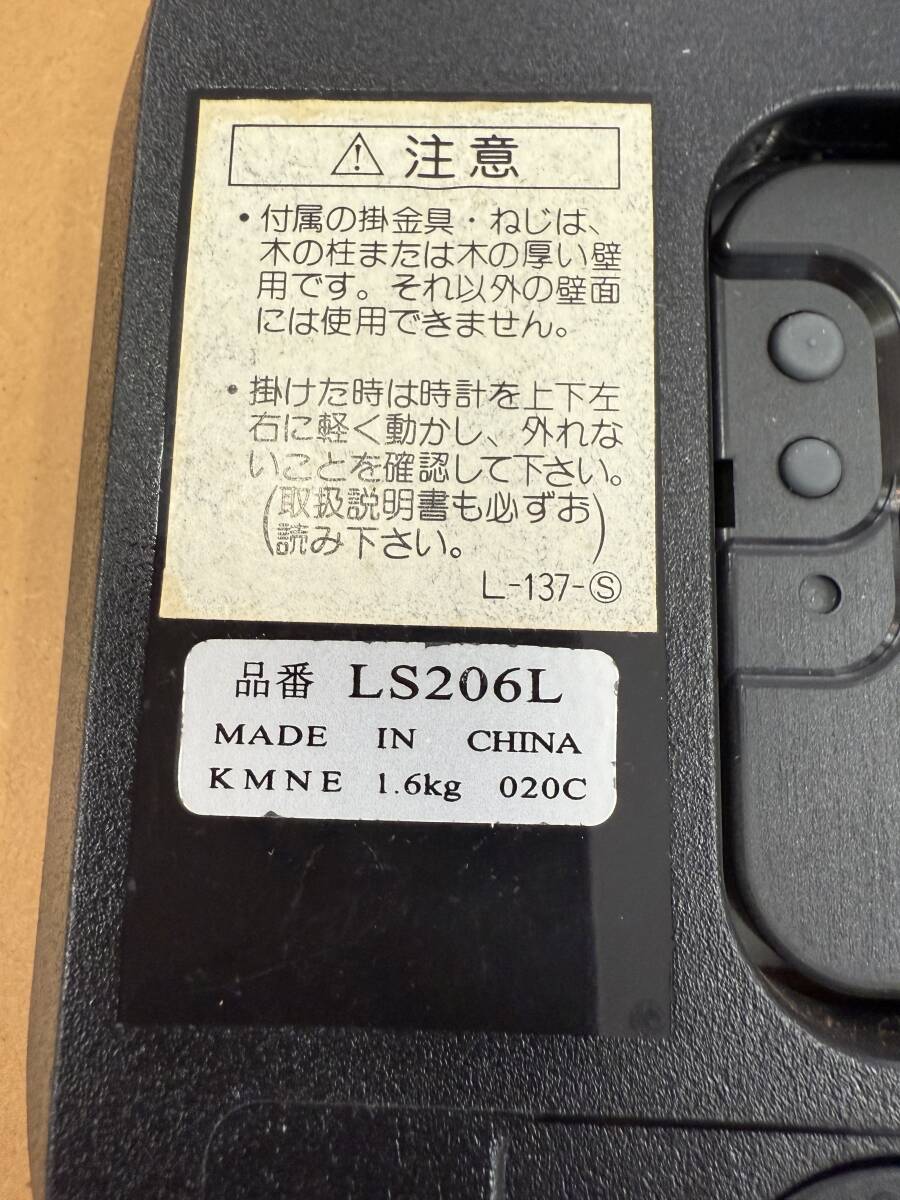 ⚠ 注意
・付属の掛金具・ねじは、
木の柱または木の厚い壁
用です。それ以外の壁面
には使用できません。
・掛けた時は時計を上下左
右に軽く動かし、外れな
いことを確認して下さい。
(取扱説明書も必ずお
読み下さい。)
L-137-Ⓢ
品番 LS206L
MADE IN CHINA
KMNE 1.6kg 020C